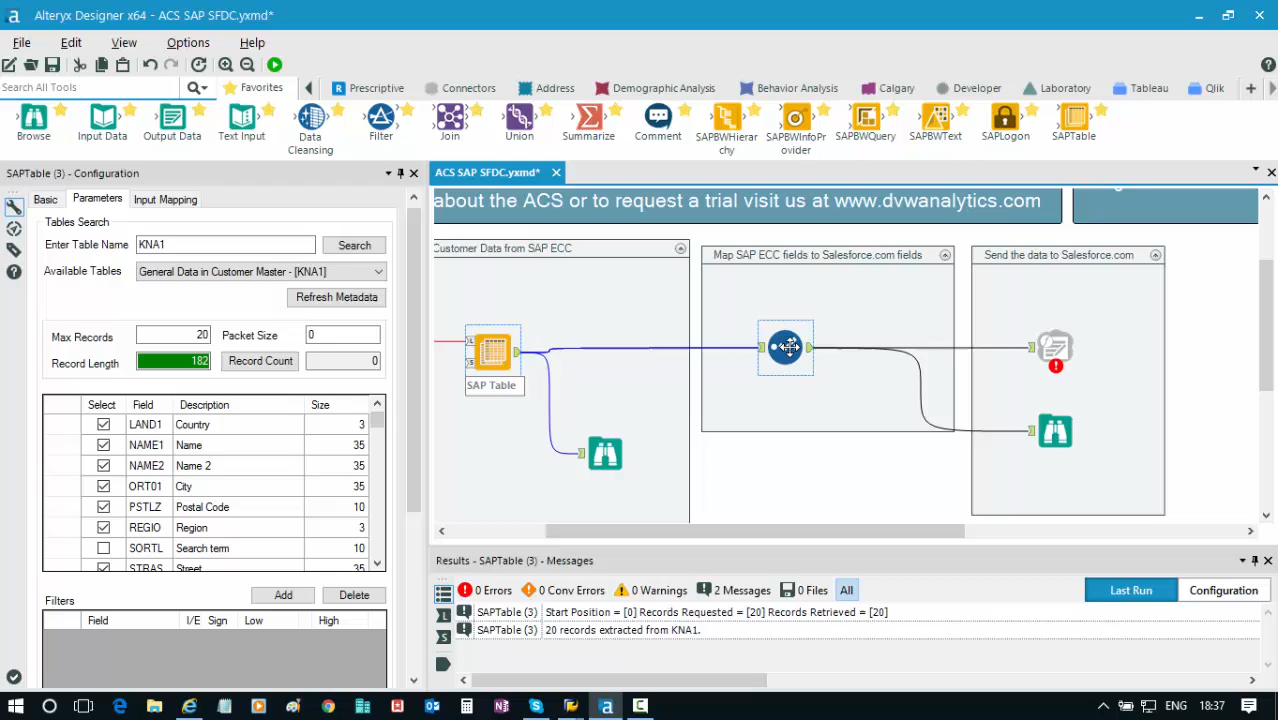 Alteryx Designer x64 - ACS SAP SFDC.yxmd*
File Edit View Options Help
Search All Tools
Favorites
Prescriptive
Connectors
Address
Demographic Analysis
Behavior Analysis
Calgary
Developer
Laboratory
Tableau
Qlik
Browse
Input Data
Output Data
Text Input
Data
Cleansing
Filter
Join
Union
Summarize
Comment
SAPBWHierar
chy
SAPBWInfoPr
ovider
SAPBWQuery
SAPBWText
SAPLogon
SAPTable
SAPTable (3) - Configuration
ACS SAP SFDC.yxmd*
Basic Parameters Input Mapping
Tables Search
Enter Table Name KNA1 Search
Available Tables General Data in Customer Master - [KNA1]
Refresh Metadata
Max Records 20 Packet Size 0
Record Length 182 Record Count 0
Select Field Description Size
LAND1 Country 3
NAME1 Name 35
NAME2 Name 2 35
ORT01 City 35
PSTLZ Postal Code 10
REGIO Region 3
SORTL Search term 10
STRAS Street 35
Filters Add Delete
Field I/E Sign Low High
about the ACS or to request a trial visit us at www.dvwanalytics.com
Customer Data from SAP ECC
Map SAP ECC fields to Salesforce.com fields
Send the data to Salesforce.com
L
S
SAP Table
Results - SAPTable (3) - Messages
0 Errors 0 Conv Errors 0 Warnings 2 Messages 0 Files All
Last Run Configuration
SAPTable (3) Start Position = [0] Records Requested = [20] Records Retrieved = [20]
SAPTable (3) 20 records extracted from KNA1.
L
S
ENG 18:37